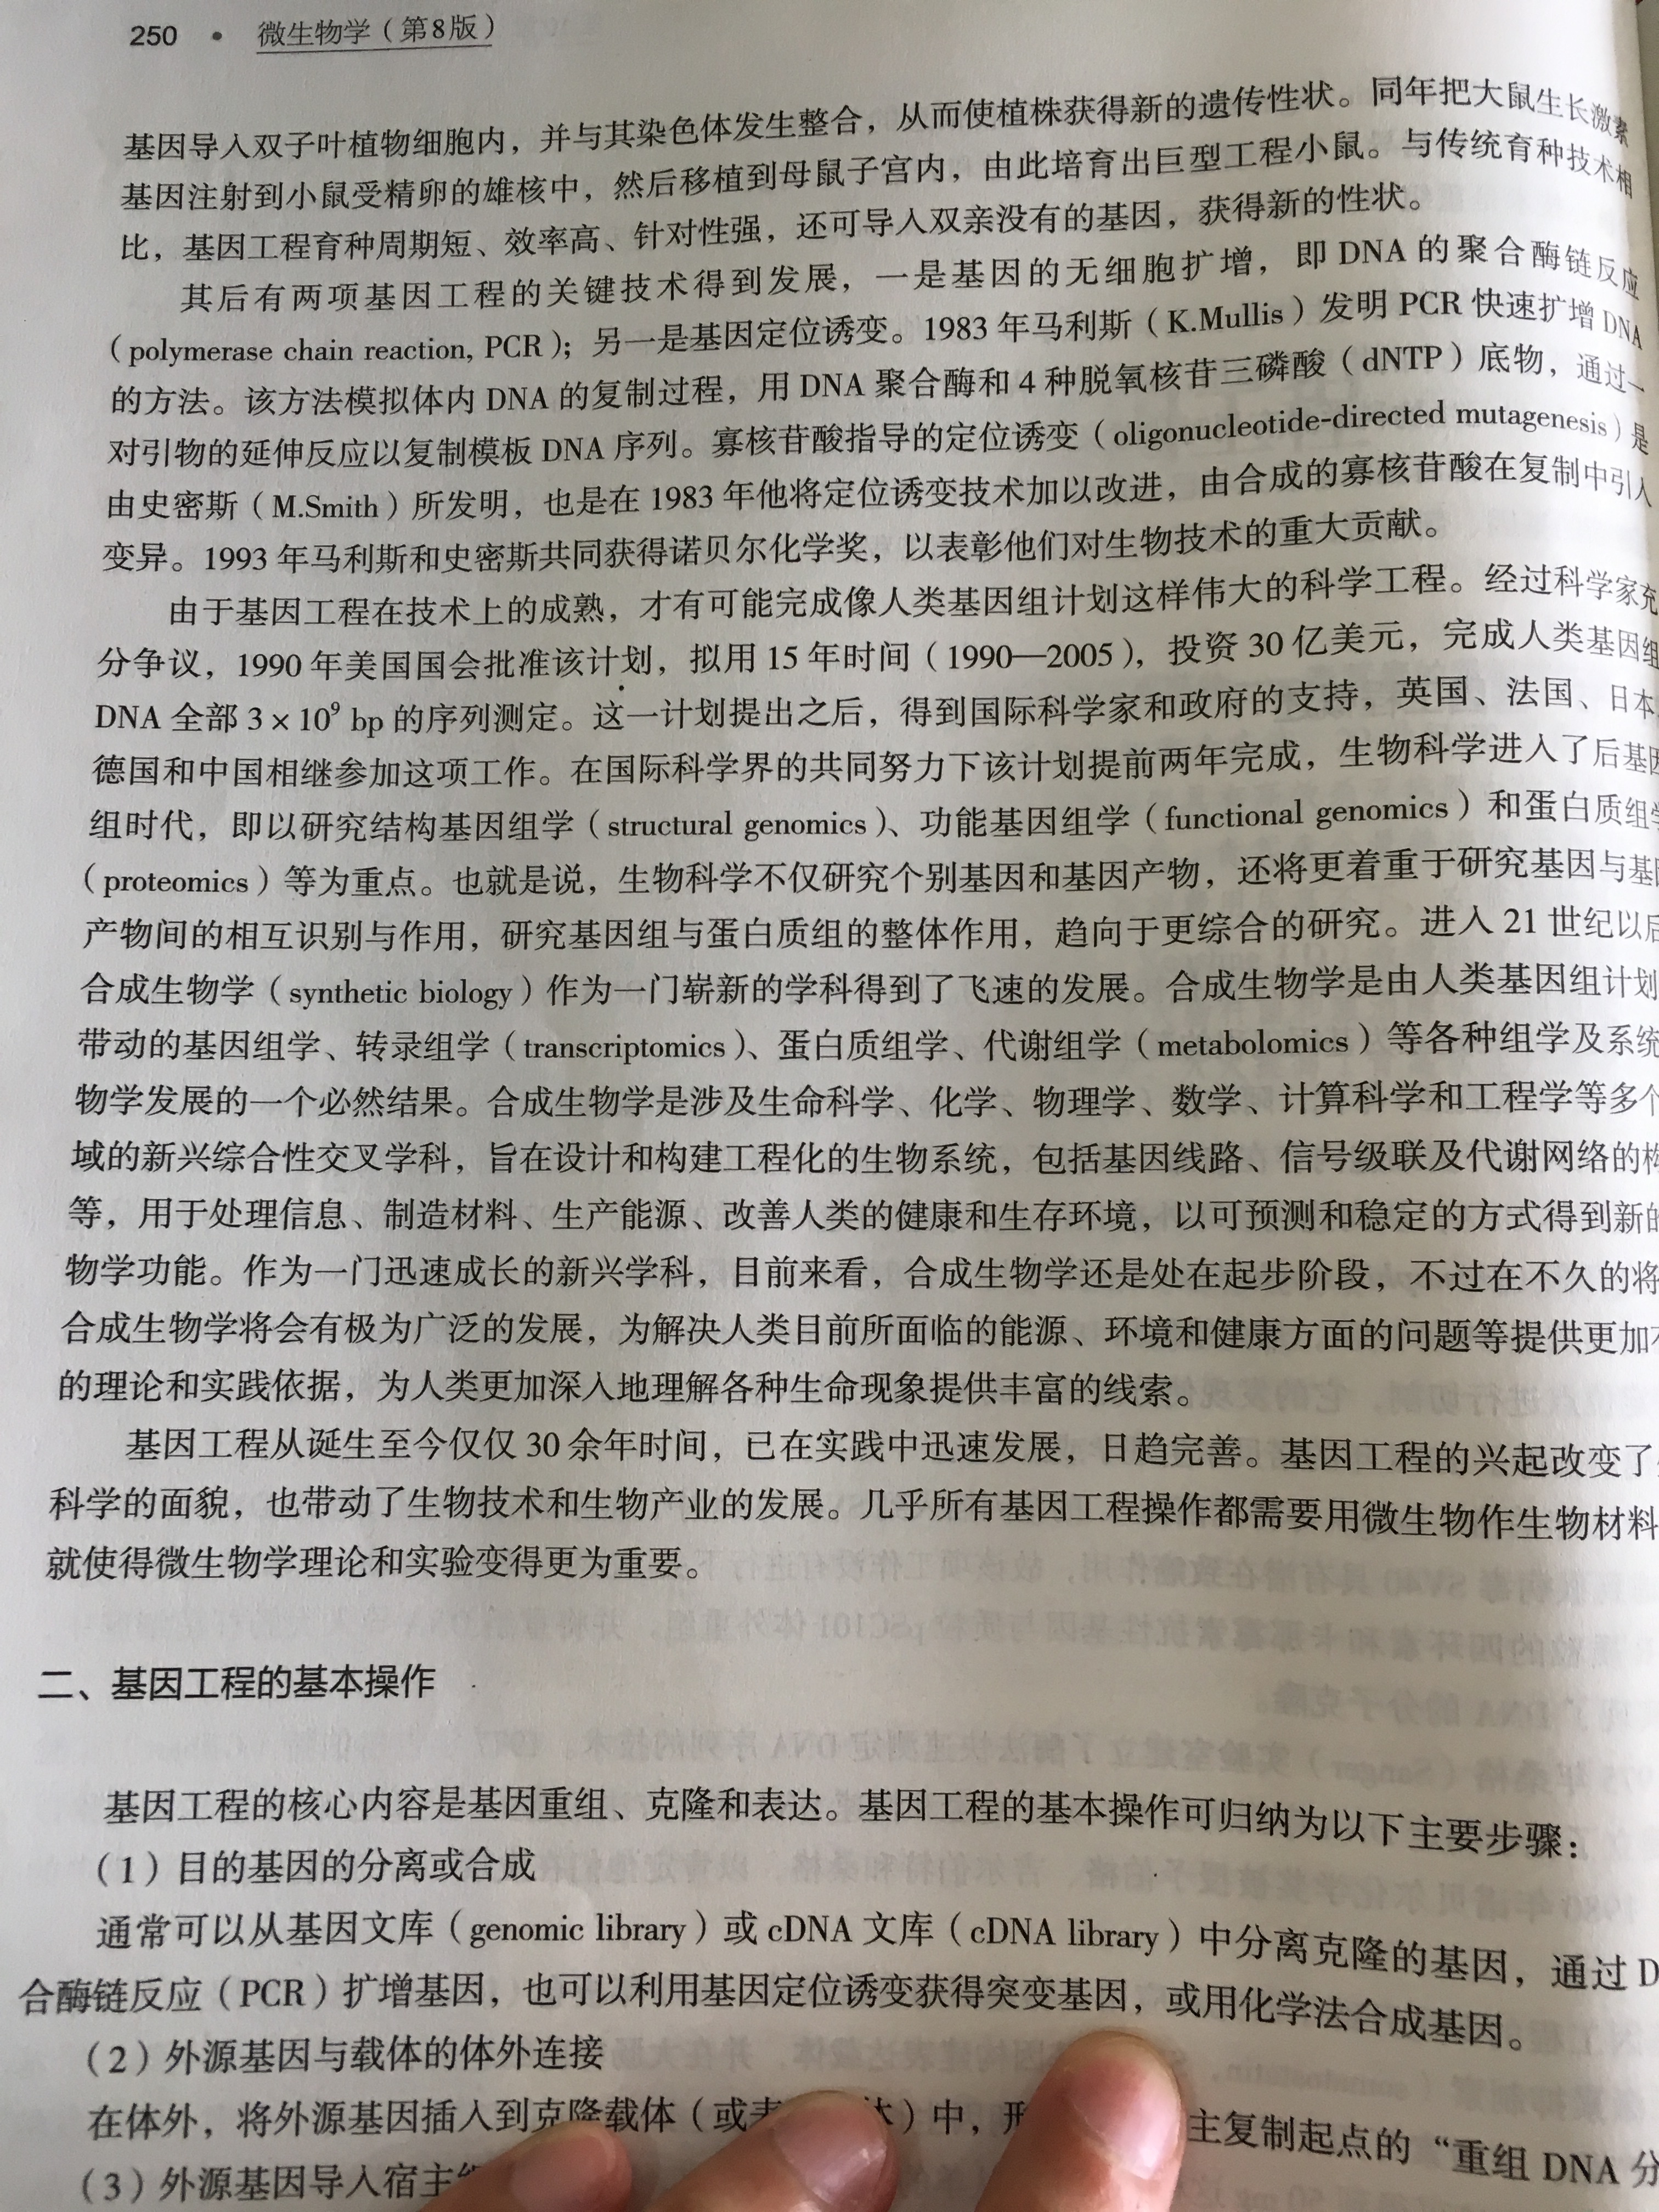 250 • 微生物学（第8版）
基因导入双子叶植物细胞内，并与其染色体发生整合，从而使植株获得新的遗传性状。同年把大鼠生长激素
基因注射到小鼠受精卵的雄核中，然后移植到母鼠子宫内，由此培育出巨型工程小鼠。与传统育种技术相
比，基因工程育种周期短、效率高、针对性强，还可导入双亲没有的基因，获得新的性状。
其后有两项基因工程的关键技术得到发展，一是基因的无细胞扩增，即 DNA 的聚合酶链反应
（polymerase chain reaction, PCR）；另一是基因定位诱变。1983 年马利斯（K.Mullis）发明 PCR 快速扩增 DNA
的方法。该方法模拟体内 DNA 的复制过程，用 DNA 聚合酶和 4 种脱氧核苷三磷酸（dNTP）底物，通过一
对引物的延伸反应以复制模板 DNA 序列。寡核苷酸指导的定位诱变（oligonucleotide-directed mutagenesis）是
由史密斯（M.Smith）所发明，也是在 1983 年他将定位诱变技术加以改进，由合成的寡核苷酸在复制中引入
变异。1993 年马利斯和史密斯共同获得诺贝尔化学奖，以表彰他们对生物技术的重大贡献。
由于基因工程在技术上的成熟，才有可能完成像人类基因组计划这样伟大的科学工程。经过科学家充
分争议，1990 年美国国会批准该计划，拟用 15 年时间（1990—2005），投资 30 亿美元，完成人类基因组
DNA 全部 3 × 10⁹ bp 的序列测定。这一计划提出之后，得到国际科学家和政府的支持，英国、法国、日本
德国和中国相继参加这项工作。在国际科学界的共同努力下该计划提前两年完成，生物科学进入了后基因
组时代，即以研究结构基因组学（structural genomics）、功能基因组学（functional genomics）和蛋白质组学
（proteomics）等为重点。也就是说，生物科学不仅研究个别基因和基因产物，还将更着重于研究基因与基因
产物间的相互识别与作用，研究基因组与蛋白质组的整体作用，趋向于更综合的研究。进入 21 世纪以后
合成生物学（synthetic biology）作为一门崭新的学科得到了飞速的发展。合成生物学是由人类基因组计划
带动的基因组学、转录组学（transcriptomics）、蛋白质组学、代谢组学（metabolomics）等各种组学及系统
物学发展的一个必然结果。合成生物学是涉及生命科学、化学、物理学、数学、计算科学和工程学等多个
域的新兴综合性交叉学科，旨在设计和构建工程化的生物系统，包括基因线路、信号级联及代谢网络的构
等，用于处理信息、制造材料、生产能源、改善人类的健康和生存环境，以可预测和稳定的方式得到新的
物学功能。作为一门迅速成长的新兴学科，目前来看，合成生物学还是处在起步阶段，不过在不久的将
合成生物学将会有极为广泛的发展，为解决人类目前所面临的能源、环境和健康方面的问题等提供更加
的理论和实践依据，为人类更加深入地理解各种生命现象提供丰富的线索。
基因工程从诞生至今仅仅 30 余年时间，已在实践中迅速发展，日趋完善。基因工程的兴起改变了
科学的面貌，也带动了生物技术和生物产业的发展。几乎所有基因工程操作都需要用微生物作生物材料
就使得微生物学理论和实验变得更为重要。
二、基因工程的基本操作
基因工程的核心内容是基因重组、克隆和表达。基因工程的基本操作可归纳为以下主要步骤：
（1）目的基因的分离或合成
通常可以从基因文库（genomic library）或 cDNA 文库（cDNA library）中分离克隆的基因，通过 D
合酶链反应（PCR）扩增基因，也可以利用基因定位诱变获得突变基因，或用化学法合成基因。
（2）外源基因与载体的体外连接
在体外，将外源基因插入到克隆载体（或表 ）中， 主复制起点的“重组 DNA 分
（3）外源基因导入宿主